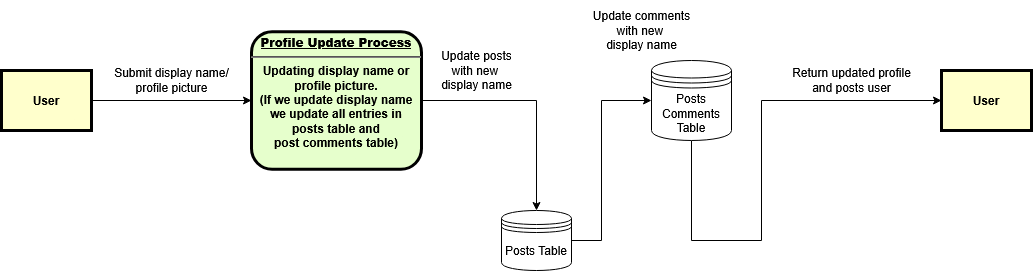 User
Submit display name/
profile picture
Profile Update Process
Updating display name or
profile picture.
(If we update display name
we update all entries in
posts table and
post comments table)
Update posts
with new
display name
Posts Table
Update comments
with new
display name
Posts
Comments
Table
Return updated profile
and posts user
User